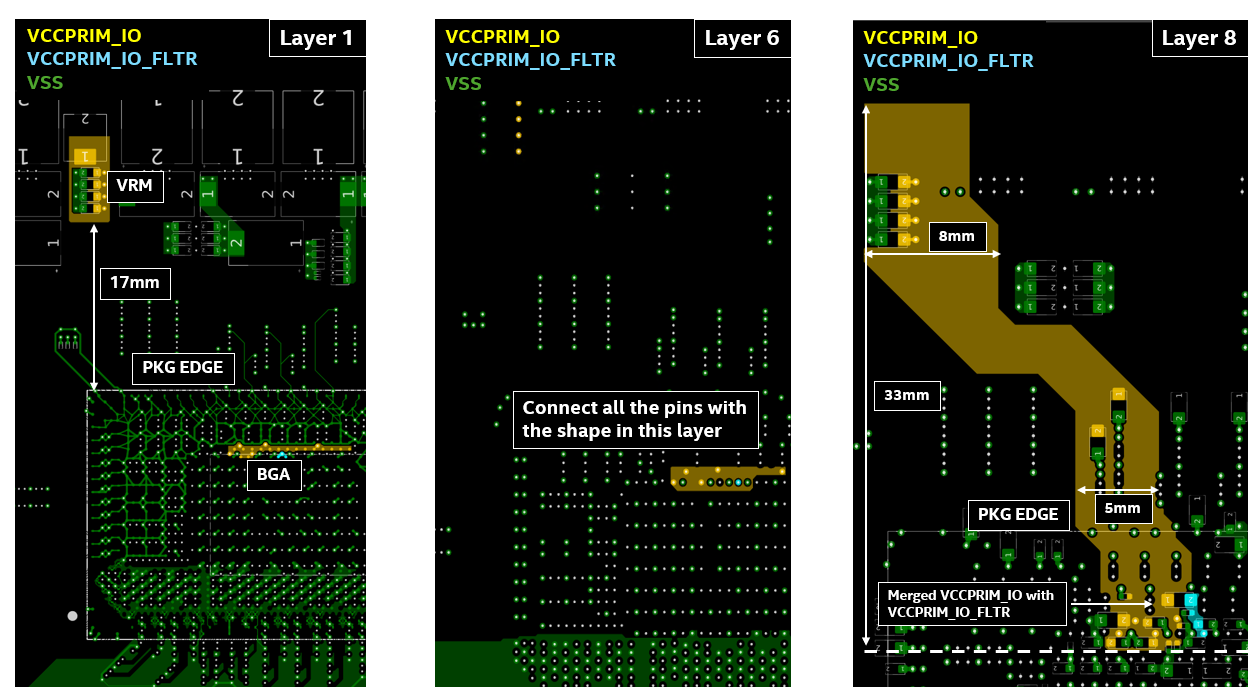 VCCPRIM_IO
VCCPRIM_IO_FLTR
VSS
Layer 1
VRM
17mm
PKG EDGE
BGA
VCCPRIM_IO
VCCPRIM_IO_FLTR
VSS
Layer 6
Connect all the pins with
the shape in this layer
VCCPRIM_IO
VCCPRIM_IO_FLTR
VSS
Layer 8
8mm
33mm
5mm
PKG EDGE
Merged VCCPRIM_IO with
VCCPRIM_IO_FLTR